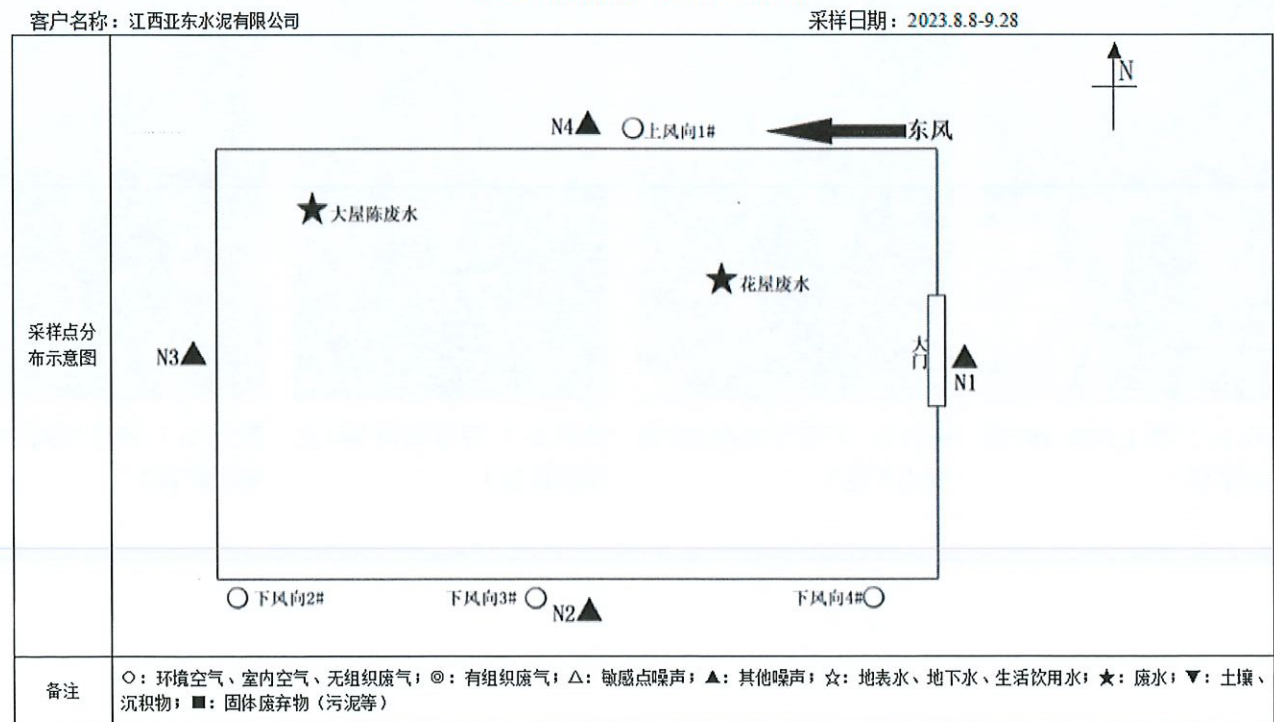 客户名称：江西亚东水泥有限公司 采样日期：2023.8.8-9.28
N
N4 上风向1# 东风
大屋陈废水
花屋废水
采样点分
布示意图
N3
大门
N1
下风向2# 下风向3# N2 下风向4#
备注
○：环境空气、室内空气、无组织废气；◎：有组织废气；△：敏感点噪声；▲：其他噪声；☆：地表水、地下水、生活饮用水；★：废水；▼：土壤、
沉积物；■：固体废弃物（污泥等）